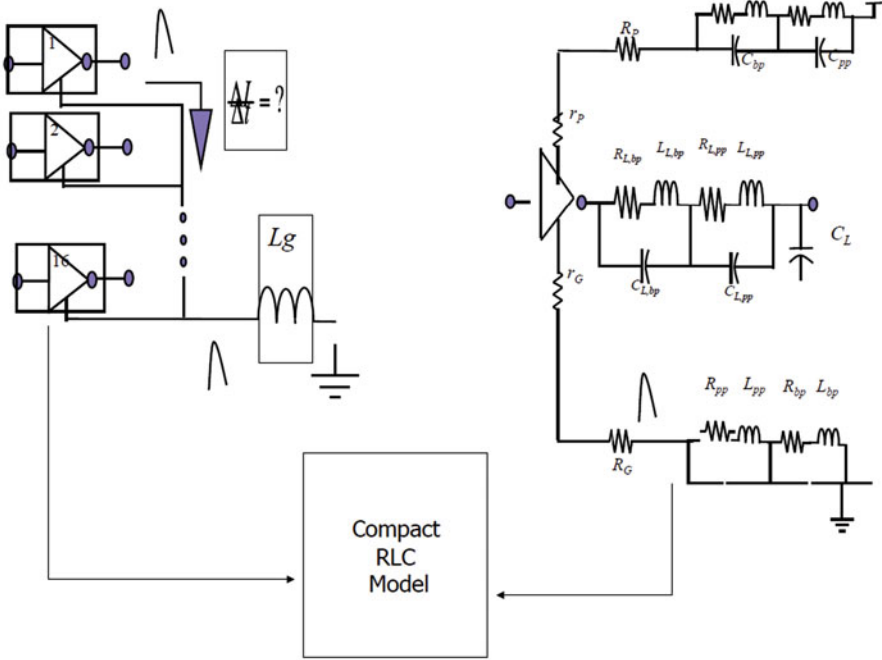 1
2
16
ΔI/Δt = ?
Lg
R_P
C_bp
C_pp
r_P
R_L,bp L_L,bp R_L,pp L_L,pp
C_L
C_L,bp
C_L,pp
r_G
R_pp L_pp R_bp L_bp
R_G
Compact
RLC
Model